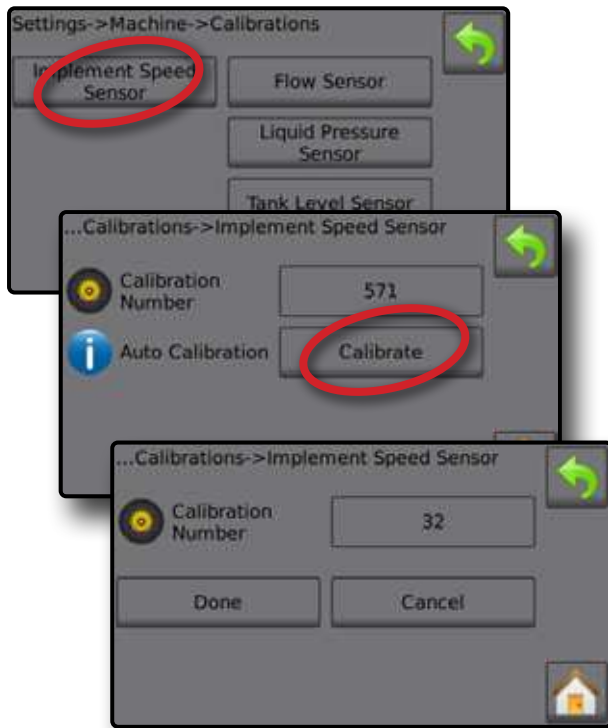 Settings->Machine->Calibrations
Implement Speed
Sensor
Flow Sensor
Liquid Pressure
Sensor
Tank Level Sensor
...Calibrations->Implement Speed Sensor
Calibration
Number
571
Auto Calibration
Calibrate
...Calibrations->Implement Speed Sensor
Calibration
Number
32
Done
Cancel